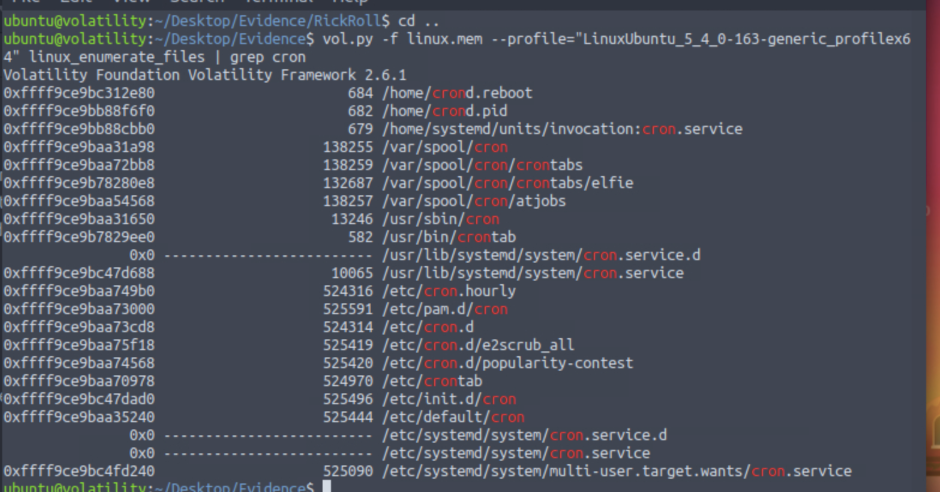 File Edit View Search Terminal Help
ubuntu@volatility:~/Desktop/Evidence/RickRoll$ cd ..
ubuntu@volatility:~/Desktop/Evidence$ vol.py -f linux.mem --profile="LinuxUbuntu_5_4_0-163-generic_profilex6
4" linux_enumerate_files | grep cron
Volatility Foundation Volatility Framework 2.6.1
0xffff9ce9bc312e80 684 /home/crond.reboot
0xffff9ce9bb88f6f0 682 /home/crond.pid
0xffff9ce9bb88cbb0 679 /home/systemd/units/invocation:cron.service
0xffff9ce9baa31a98 138255 /var/spool/cron
0xffff9ce9baa72bb8 138259 /var/spool/cron/crontabs
0xffff9ce9b78280e8 132687 /var/spool/cron/crontabs/elfie
0xffff9ce9baa54568 138257 /var/spool/cron/atjobs
0xffff9ce9baa31650 13246 /usr/sbin/cron
0xffff9ce9b7829ee0 582 /usr/bin/crontab
0x0 ------------------------- /usr/lib/systemd/system/cron.service.d
0xffff9ce9bc47d688 10065 /usr/lib/systemd/system/cron.service
0xffff9ce9baa749b0 524316 /etc/cron.hourly
0xffff9ce9baa73000 525591 /etc/pam.d/cron
0xffff9ce9baa73cd8 524314 /etc/cron.d
0xffff9ce9baa75f18 525419 /etc/cron.d/e2scrub_all
0xffff9ce9baa74568 525420 /etc/cron.d/popularity-contest
0xffff9ce9baa70978 524970 /etc/crontab
0xffff9ce9bc47dad0 525496 /etc/init.d/cron
0xffff9ce9baa35240 525444 /etc/default/cron
0x0 ------------------------- /etc/systemd/system/cron.service.d
0x0 ------------------------- /etc/systemd/system/cron.service
0xffff9ce9bc4fd240 525090 /etc/systemd/system/multi-user.target.wants/cron.service
ubuntu@volatility:~/Desktop/Evidence$